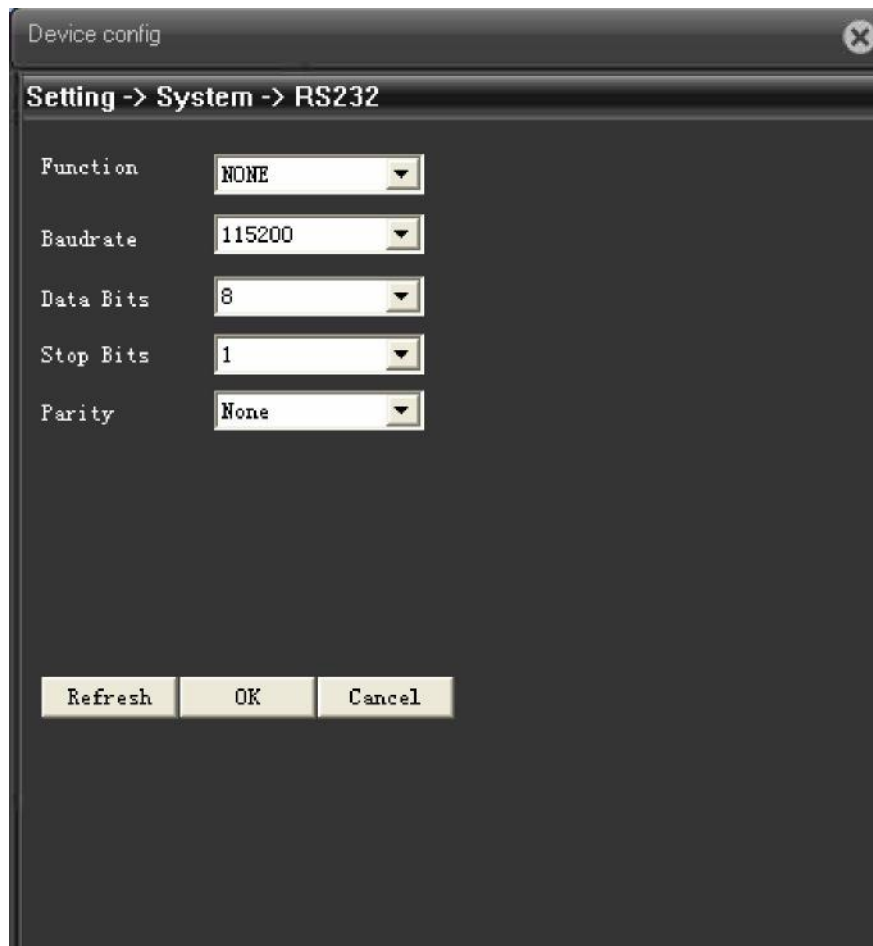 Device config
Setting -> System -> RS232
Function NONE
Baudrate 115200
Data Bits 8
Stop Bits 1
Parity None
Refresh OK Cancel